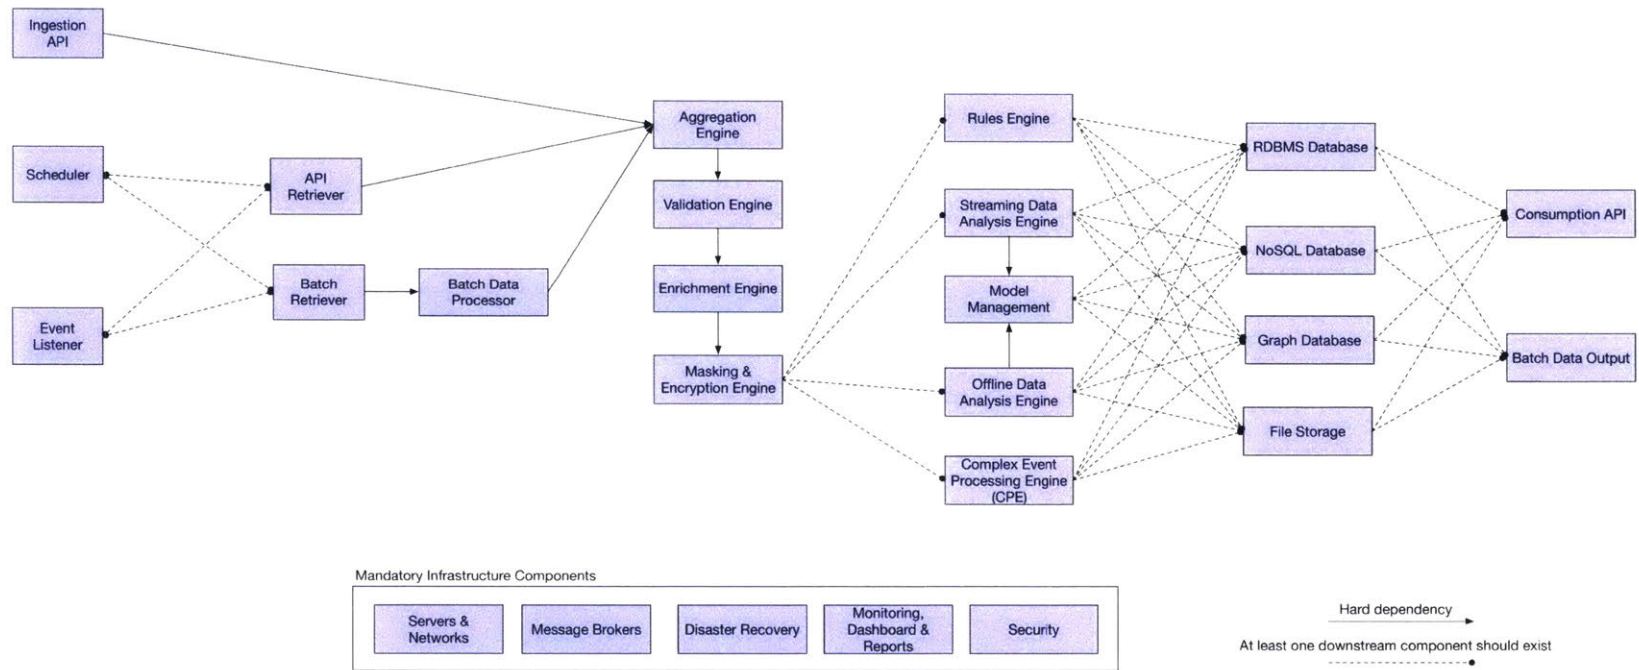 Ingestion
API
Scheduler
Event
Listener
API
Retriever
Batch
Retriever
Batch Data
Processor
Aggregation
Engine
Validation Engine
Enrichment Engine
Masking &
Encryption Engine
Rules Engine
Streaming Data
Analysis Engine
Model
Management
Offline Data
Analysis Engine
Complex Event
Processing Engine
(CPE)
RDBMS Database
NoSQL Database
Graph Database
File Storage
Consumption API
Batch Data Output
Mandatory Infrastructure Components
Servers &
Networks
Message Brokers
Disaster Recovery
Monitoring,
Dashboard &
Reports
Security
Hard dependency
At least one downstream component should exist